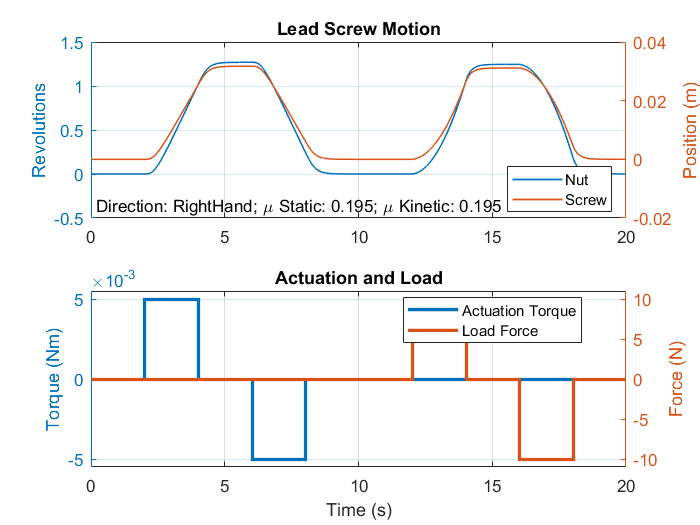 Lead Screw Motion
1.5
1
0.5
0
-0.5
Revolutions
0.04
0.02
0
-0.02
Position (m)
Nut
Screw
Direction: RightHand; μ Static: 0.195; μ Kinetic: 0.195
0 5 10 15 20
Actuation and Load
×10-3
5
0
-5
Torque (Nm)
10
5
0
-5
-10
Force (N)
Actuation Torque
Load Force
0 5 10 15 20
Time (s)